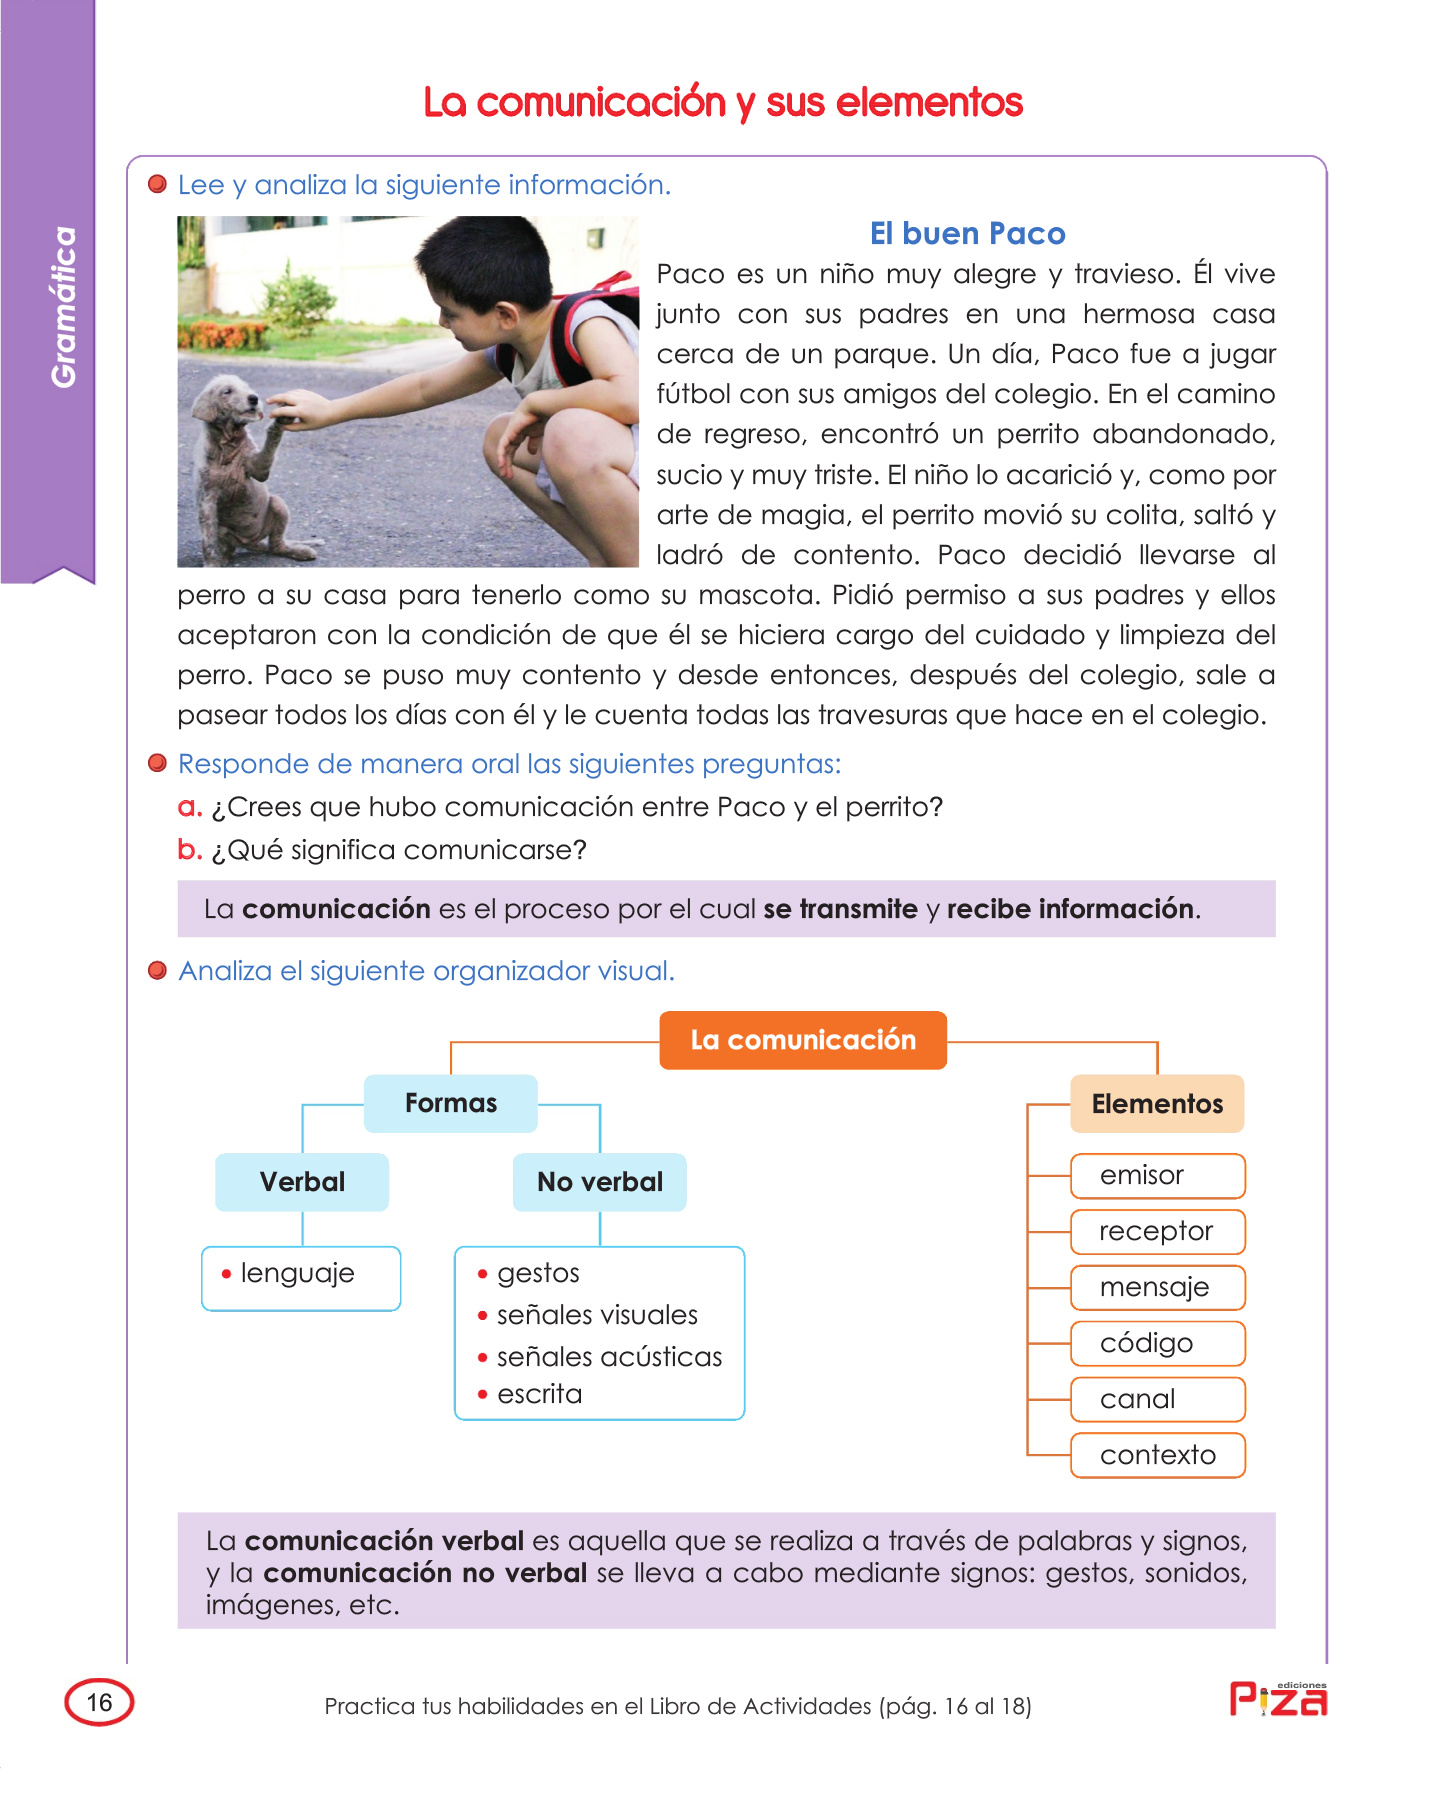 La comunicación y sus elementos
Gramática
Lee y analiza la siguiente información.
El buen Paco
Paco es un niño muy alegre y travieso. Él vive
junto con sus padres en una hermosa casa
cerca de un parque. Un día, Paco fue a jugar
fútbol con sus amigos del colegio. En el camino
de regreso, encontró un perrito abandonado,
sucio y muy triste. El niño lo acarició y, como por
arte de magia, el perrito movió su colita, saltó y
ladró de contento. Paco decidió llevarse al
perro a su casa para tenerlo como su mascota. Pidió permiso a sus padres y ellos
aceptaron con la condición de que él se hiciera cargo del cuidado y limpieza del
perro. Paco se puso muy contento y desde entonces, después del colegio, sale a
pasear todos los días con él y le cuenta todas las travesuras que hace en el colegio.
Responde de manera oral las siguientes preguntas:
a. ¿Crees que hubo comunicación entre Paco y el perrito?
b. ¿Qué significa comunicarse?
La comunicación es el proceso por el cual se transmite y recibe información.
Analiza el siguiente organizador visual.
La comunicación
Formas
Verbal
• lenguaje
No verbal
• gestos
• señales visuales
• señales acústicas
• escrita
Elementos
emisor
receptor
mensaje
código
canal
contexto
La comunicación verbal es aquella que se realiza a través de palabras y signos,
y la comunicación no verbal se lleva a cabo mediante signos: gestos, sonidos,
imágenes, etc.
16
Practica tus habilidades en el Libro de Actividades (pág. 16 al 18)
ediciones
Piza